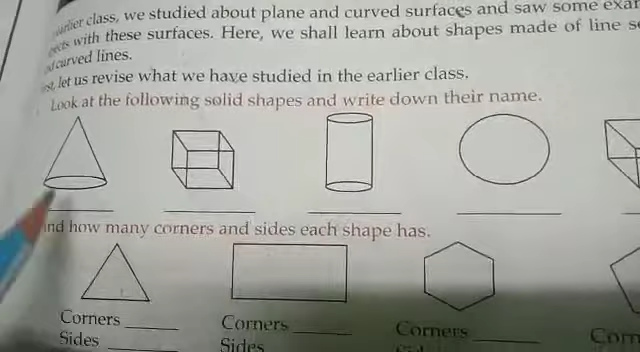 class, we studied about plane and curved surfaces and saw some
with these surfaces. Here, we shall learn about shapes made of line
curved lines.
let us revise what we have studied in the earlier class.
Look at the following solid shapes and write down their name.
how many corners and sides each shape has.
Corners Corners Corners
Sides Sides